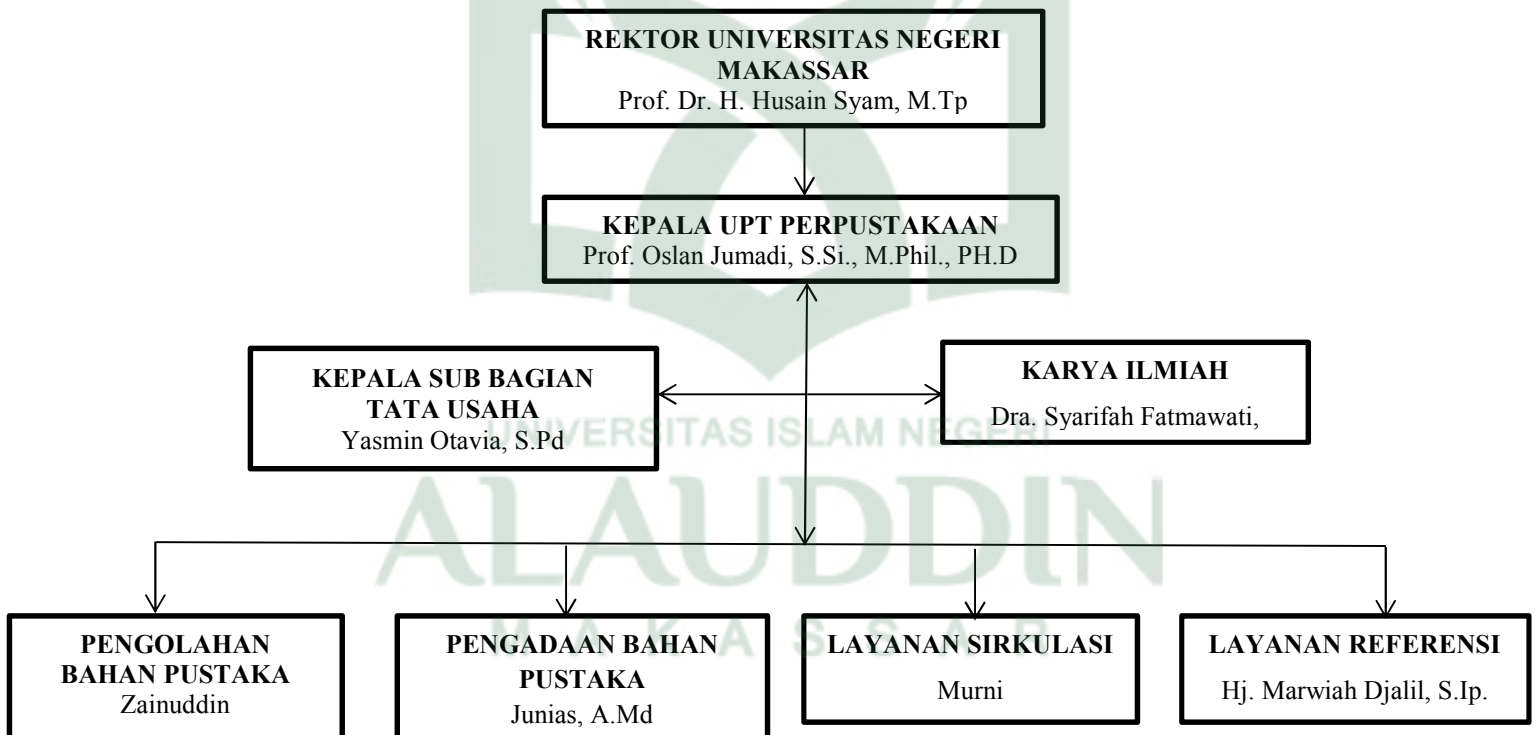 REKTOR UNIVERSITAS NEGERI
MAKASSAR
Prof. Dr. H. Husain Syam, M.Tp
KEPALA UPT PERPUSTAKAAN
Prof. Oslan Jumadi, S.Si., M.Phil., PH.D
KEPALA SUB BAGIAN
TATA USAHA
Yasmin Otavia, S.Pd
KARYA ILMIAH
Dra. Syarifah Fatmawati,
UNIVERSITAS ISLAM NEGERI
ALAUDDIN
MAKASSAR
PENGOLAHAN
BAHAN PUSTAKA
Zainuddin
PENGADAAN BAHAN
PUSTAKA
Junias, A.Md
LAYANAN SIRKULASI
Murni
LAYANAN REFERENSI
Hj. Marwiah Djalil, S.Ip.